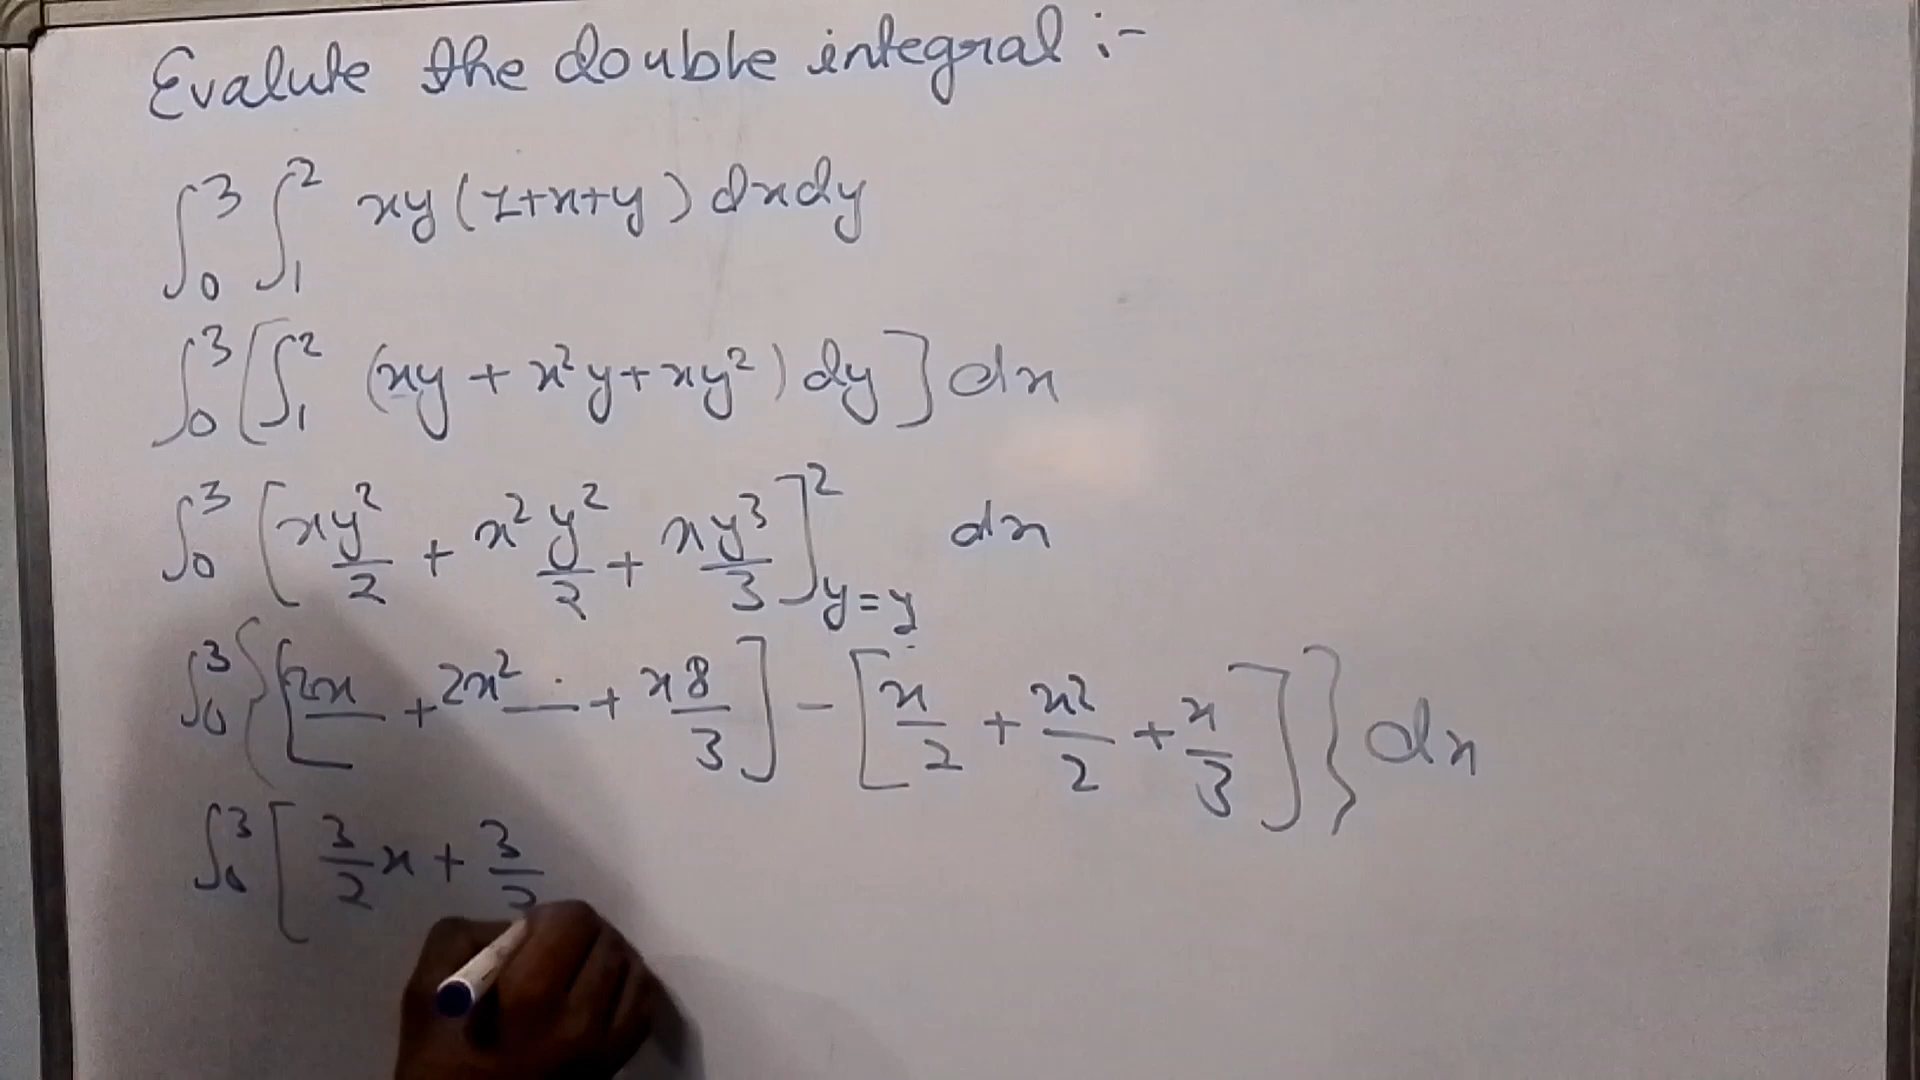 Evalute the double integral :-
∫₀³ ∫₁² xy(1+x+y) dxdy
∫₀³ [∫₁² (xy + x²y + xy²) dy] dx
∫₀³ [xy²/2 + x²y²/2 + xy³/3]²_y=y dx
∫₀³ {[2x + 2x² + x8/3] - [x/2 + x²/2 + x/3]} dx
∫₀³ [3/2 x + 3/2